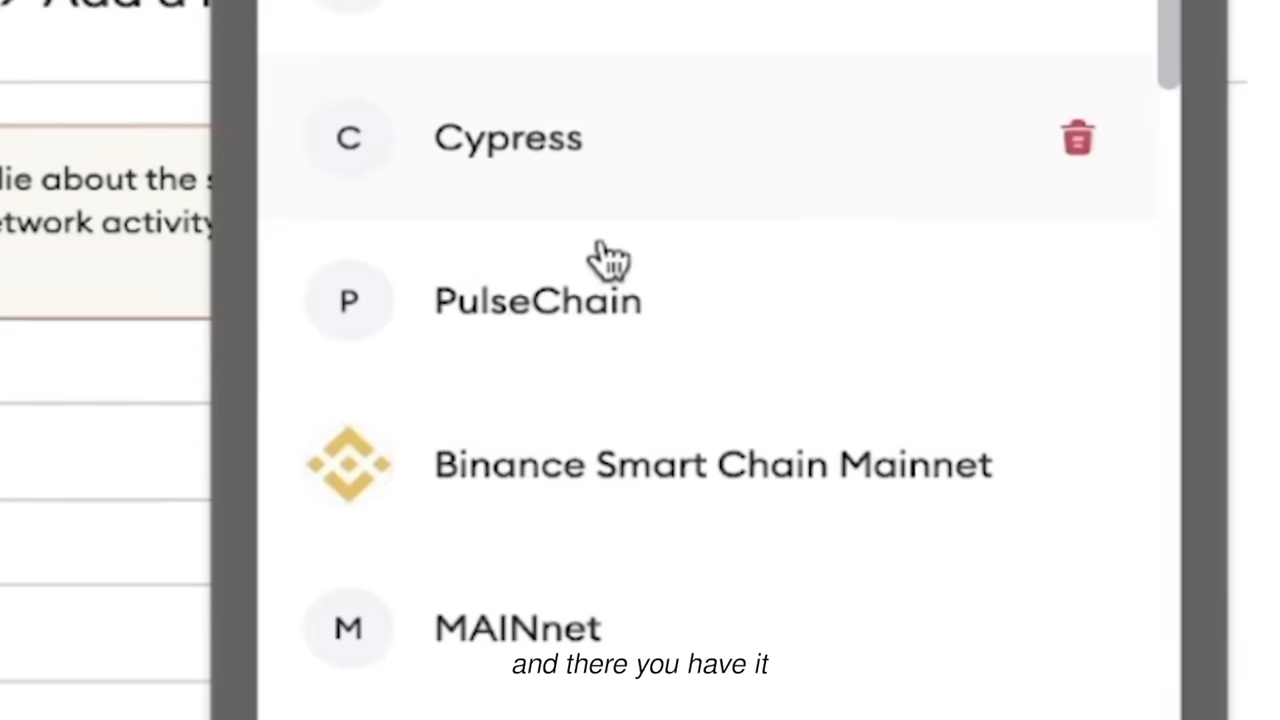 C Cypress
lie about the
etwork activity
P PulseChain
Binance Smart Chain Mainnet
M MAINnet
and there you have it